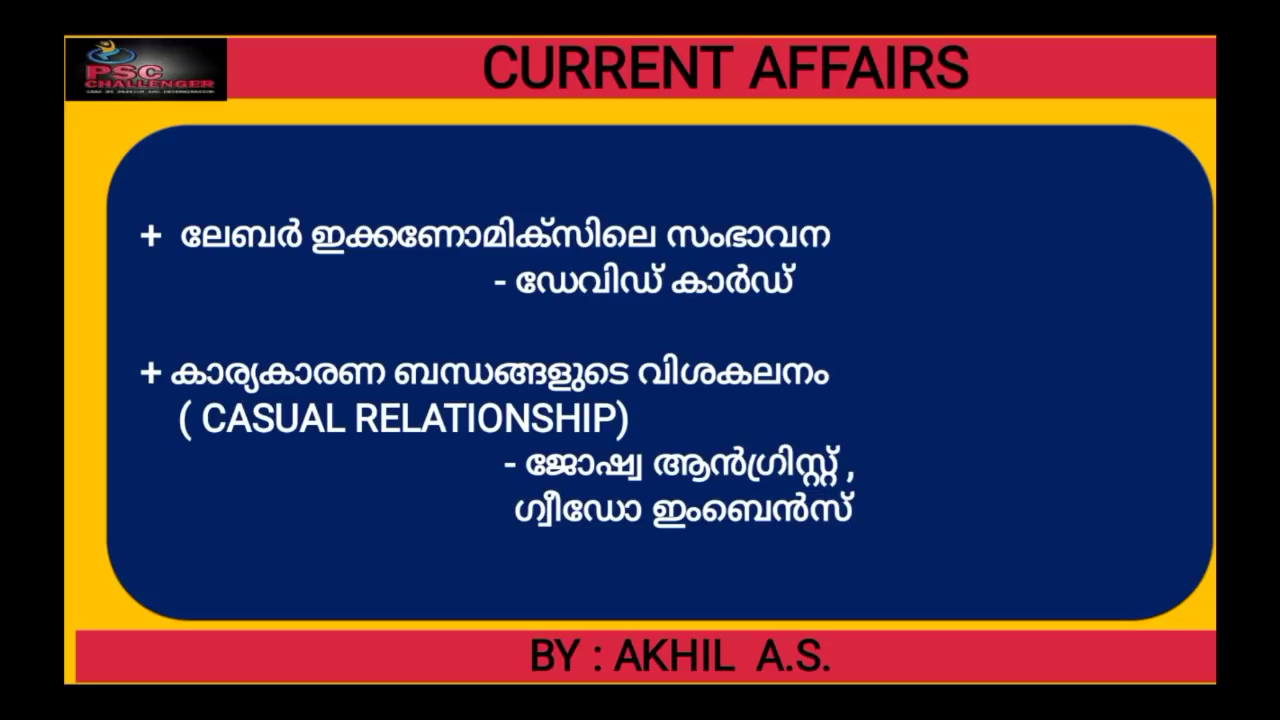 PSC
CHALLENGER
CURRENT AFFAIRS
+ ലേബർ ഇക്കണോമിക്സിലെ സംഭാവന
- ഡേവിഡ് കാർഡ്
+ കാര്യകാരണ ബന്ധങ്ങളുടെ വിശകലനം
( CASUAL RELATIONSHIP)
- ജോഷ്വ ആൻഗ്രിസ്റ്റ് ,
ഗ്വീഡോ ഇംബെൻസ്
BY : AKHIL A.S.